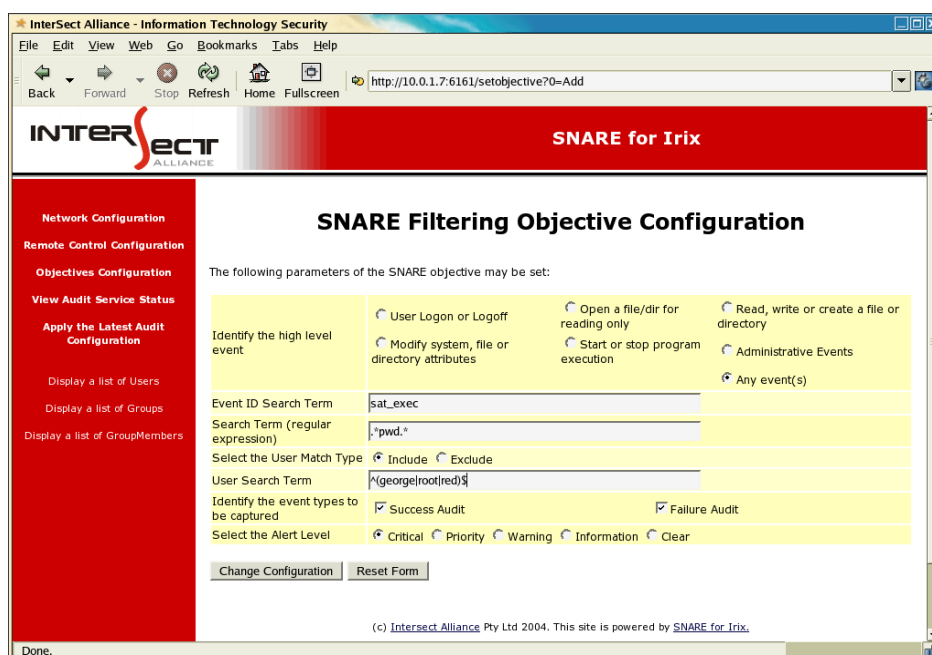 InterSect Alliance - Information Technology Security
File Edit View Web Go Bookmarks Tabs Help
Back Forward Stop Refresh Home Fullscreen
http://10.0.1.7:6161/setobjective?0=Add
INTERSECT
ALLIANCE
SNARE for Irix
Network Configuration
Remote Control Configuration
Objectives Configuration
View Audit Service Status
Apply the Latest Audit
Configuration
Display a list of Users
Display a list of Groups
Display a list of GroupMembers
SNARE Filtering Objective Configuration
The following parameters of the SNARE objective may be set:
Identify the high level
event
User Logon or Logoff
Open a file/dir for
reading only
Read, write or create a file or
directory
Modify system, file or
directory attributes
Start or stop program
execution
Administrative Events
Any event(s)
Event ID Search Term
sat_exec
Search Term (regular
expression)
.*pwd.*
Select the User Match Type
Include Exclude
User Search Term
^(george|root|red)$
Identify the event types to
be captured
Success Audit
Failure Audit
Select the Alert Level
Critical Priority Warning Information Clear
Change Configuration Reset Form
(c) Intersect Alliance Pty Ltd 2004. This site is powered by SNARE for Irix.
Done.